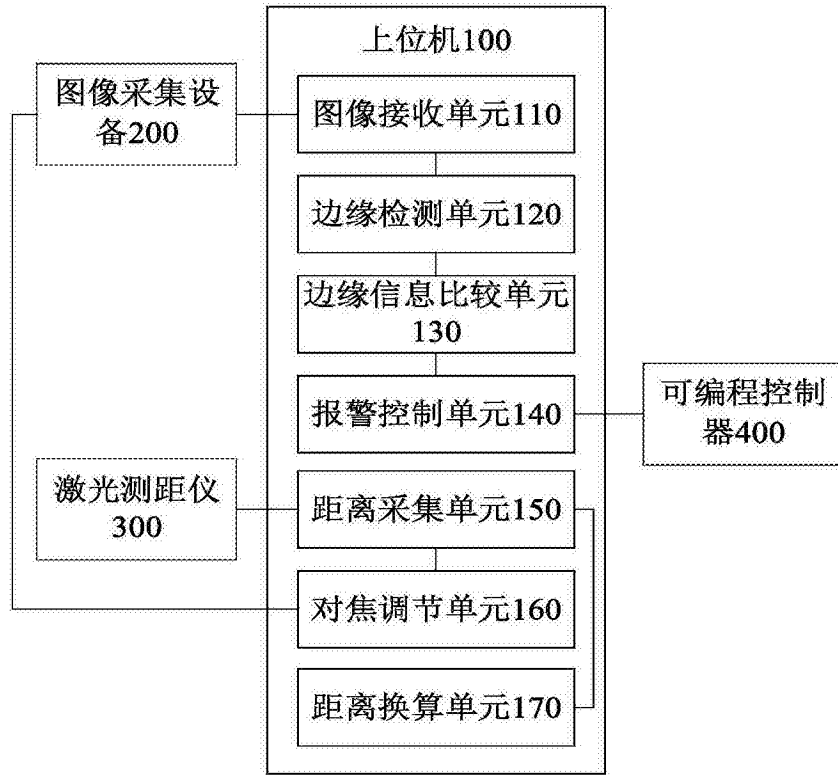 上位机100
图像采集设
备200
图像接收单元110
边缘检测单元120
边缘信息比较单元
130
报警控制单元140
可编程控制
器400
激光测距仪
300
距离采集单元150
对焦调节单元160
距离换算单元170